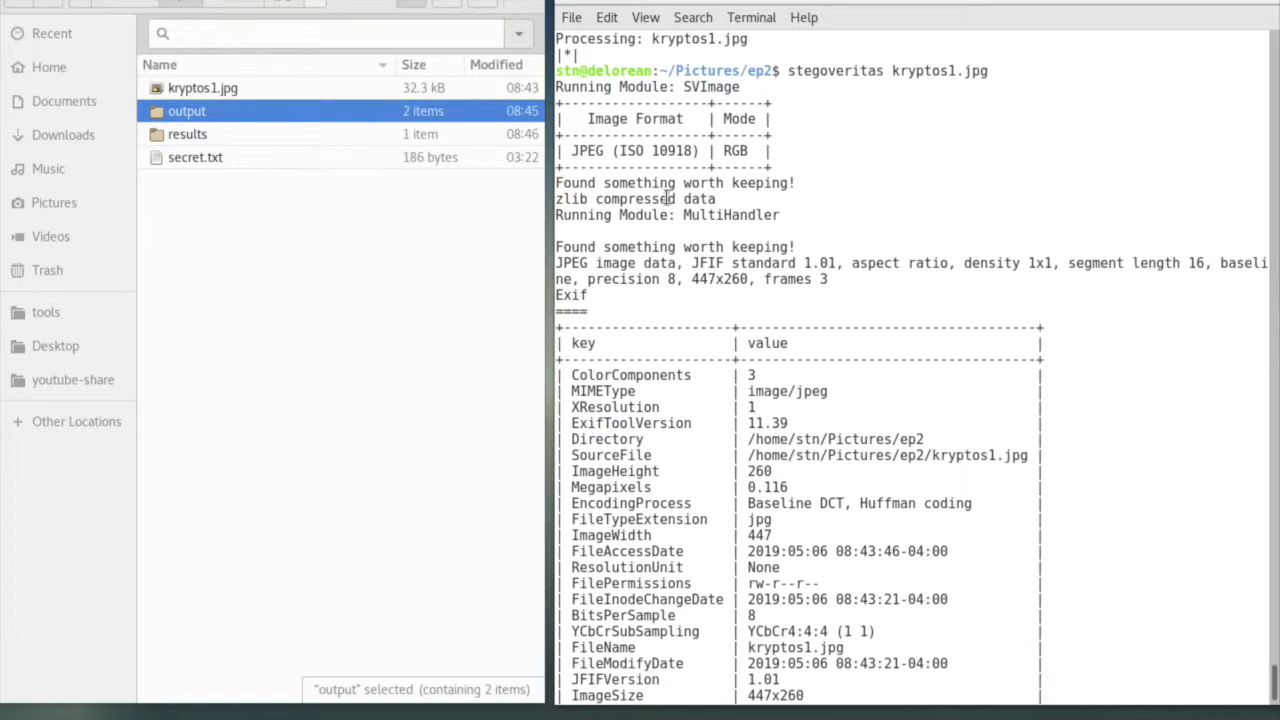 Recent
Home
Documents
Downloads
Music
Pictures
Videos
Trash
tools
Desktop
youtube-share
+ Other Locations
Name Size Modified
kryptos1.jpg 32.3 kB 08:43
output 2 items 08:45
results 1 item 08:46
secret.txt 186 bytes 03:22
"output" selected (containing 2 items)
File Edit View Search Terminal Help
Processing: kryptos1.jpg
|*|
stn@delorean:~/Pictures/ep2$ stegoveritas kryptos1.jpg
Running Module: SVImage
+------------------+------+
| Image Format | Mode |
+------------------+------+
| JPEG (ISO 10918) | RGB |
+------------------+------+
Found something worth keeping!
zlib compressed data
Running Module: MultiHandler
Found something worth keeping!
JPEG image data, JFIF standard 1.01, aspect ratio, density 1x1, segment length 16, baseli
ne, precision 8, 447x260, frames 3
Exif
====
+---------------------+-------------------------------------+
| key | value |
+---------------------+-------------------------------------+
| ColorComponents | 3 |
| MIMEType | image/jpeg |
| XResolution | 1 |
| ExifToolVersion | 11.39 |
| Directory | /home/stn/Pictures/ep2 |
| SourceFile | /home/stn/Pictures/ep2/kryptos1.jpg |
| ImageHeight | 260 |
| Megapixels | 0.116 |
| EncodingProcess | Baseline DCT, Huffman coding |
| FileTypeExtension | jpg |
| ImageWidth | 447 |
| FileAccessDate | 2019:05:06 08:43:46-04:00 |
| ResolutionUnit | None |
| FilePermissions | rw-r--r-- |
| FileInodeChangeDate | 2019:05:06 08:43:21-04:00 |
| BitsPerSample | 8 |
| YCbCrSubSampling | YCbCr4:4:4 (1 1) |
| FileName | kryptos1.jpg |
| FileModifyDate | 2019:05:06 08:43:21-04:00 |
| JFIFVersion | 1.01 |
| ImageSize | 447x260 |